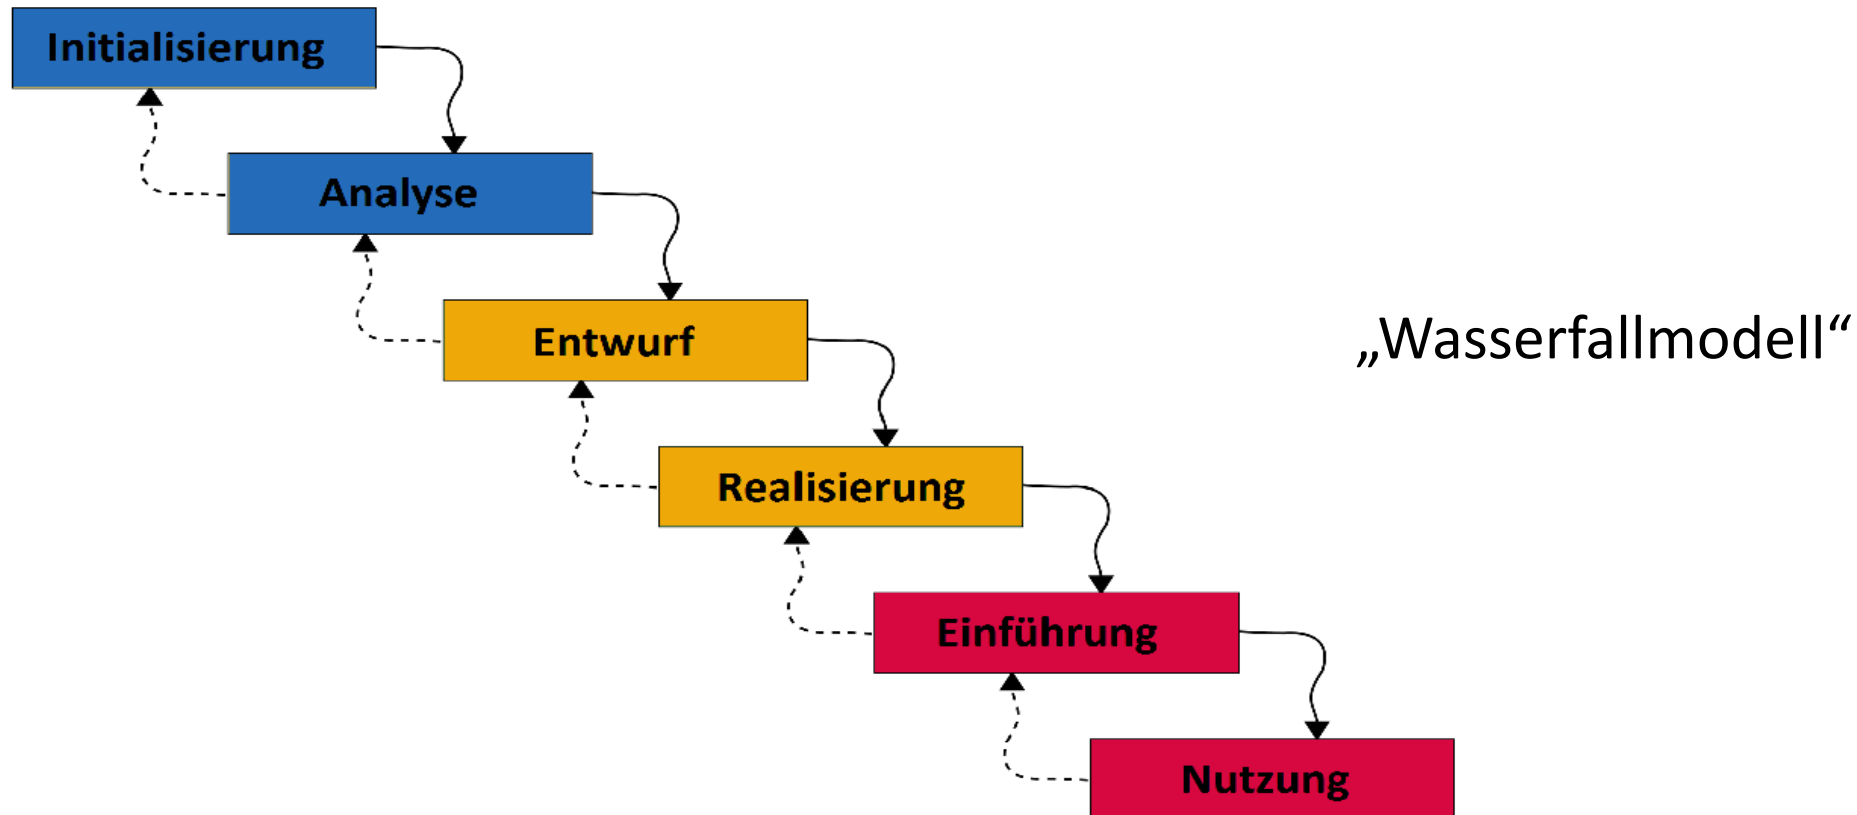 Initialisierung
Analyse
Entwurf
„Wasserfallmodell“
Realisierung
Einführung
Nutzung